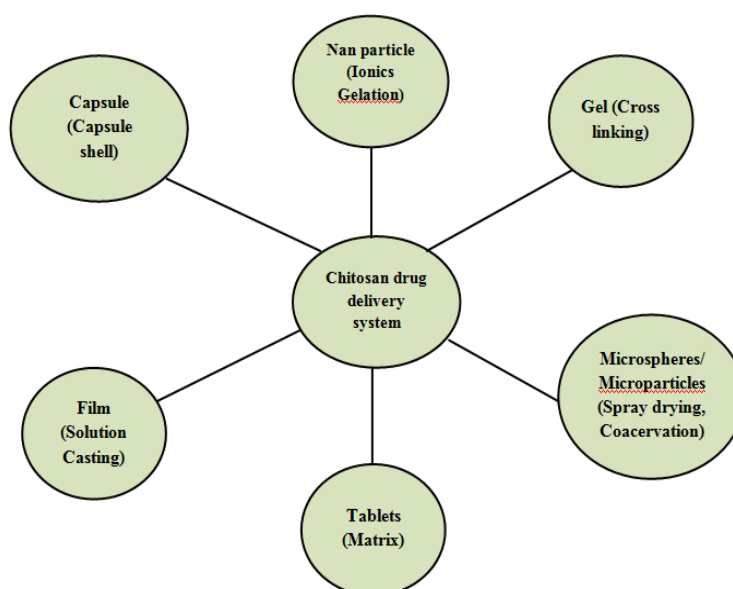 Nan particle
(Ionics
Gelation)
Capsule
(Capsule
shell)
Gel (Cross
linking)
Chitosan drug
delivery
system
Microspheres/
Microparticles
(Spray drying,
Coacervation)
Film
(Solution
Casting)
Tablets
(Matrix)